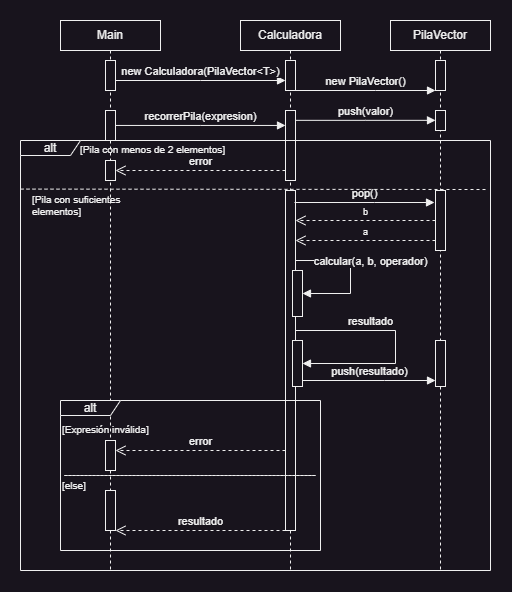 Main
Calculadora
PilaVector
new Calculadora(PilaVector<T>)
new PilaVector()
recorrerPila(expresion)
push(valor)
alt
[Pila con menos de 2 elementos]
error
[Pila con suficientes
elementos]
pop()
b
a
calcular(a, b, operador)
resultado
push(resultado)
alt
[Expresión inválida]
error
[else]
resultado